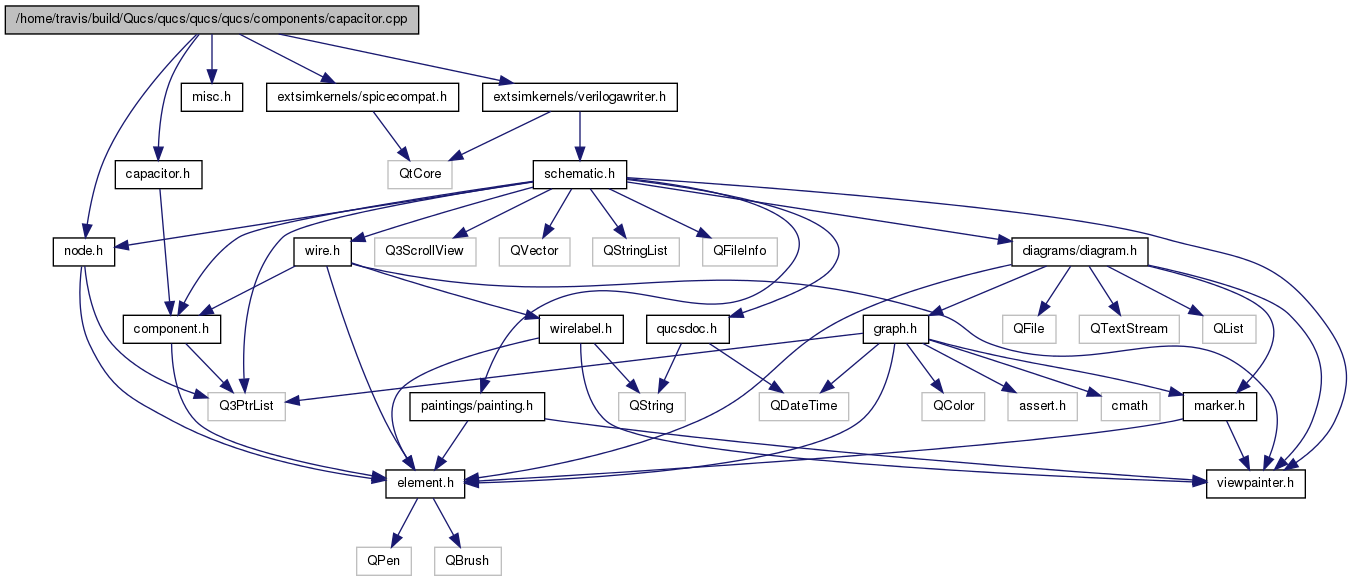 /home/travis/build/Qucs/qucs/qucs/qucs/components/capacitor.cpp
misc.h
extsimkernels/spicecompat.h
extsimkernels/verilogawriter.h
capacitor.h
QtCore
schematic.h
node.h
wire.h
Q3ScrollView
QVector
QStringList
QFileInfo
diagrams/diagram.h
component.h
wirelabel.h
qucsdoc.h
graph.h
QFile
QTextStream
QList
Q3PtrList
paintings/painting.h
QString
QDateTime
QColor
assert.h
cmath
marker.h
element.h
viewpainter.h
QPen
QBrush